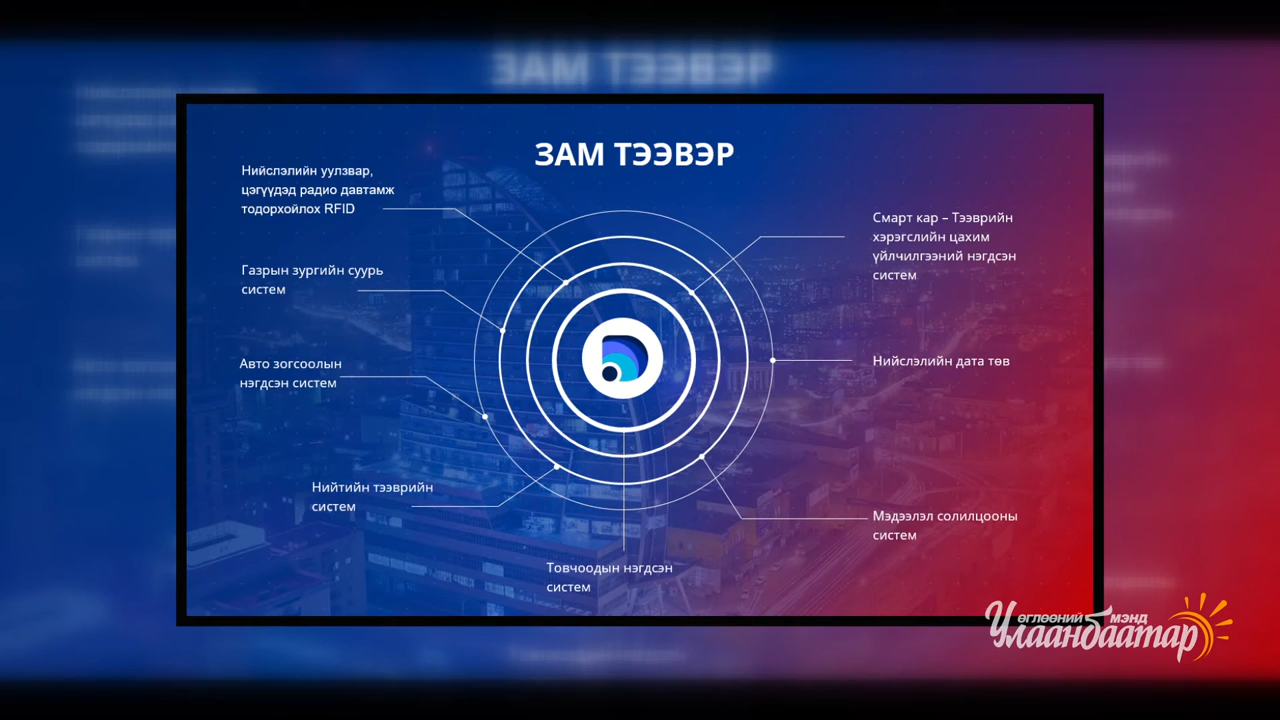 ЗАМ ТЭЭВЭР
ЗАМ ТЭЭВЭР
Нийслэлийн уулзвар,
цэгүүдэд радио давтамж
тодорхойлох RFID
Газрын зургийн суурь
систем
Авто зогсоолын
нэгдсэн систем
Нийтийн тээврийн
систем
Товчоодын нэгдсэн
систем
Смарт кар – Тээврийн
хэрэгслийн цахим
үйлчилгээний нэгдсэн
систем
Нийслэлийн дата төв
Мэдээлэл солилцооны
систем
өглөөний мэнд
Улаанбаатар